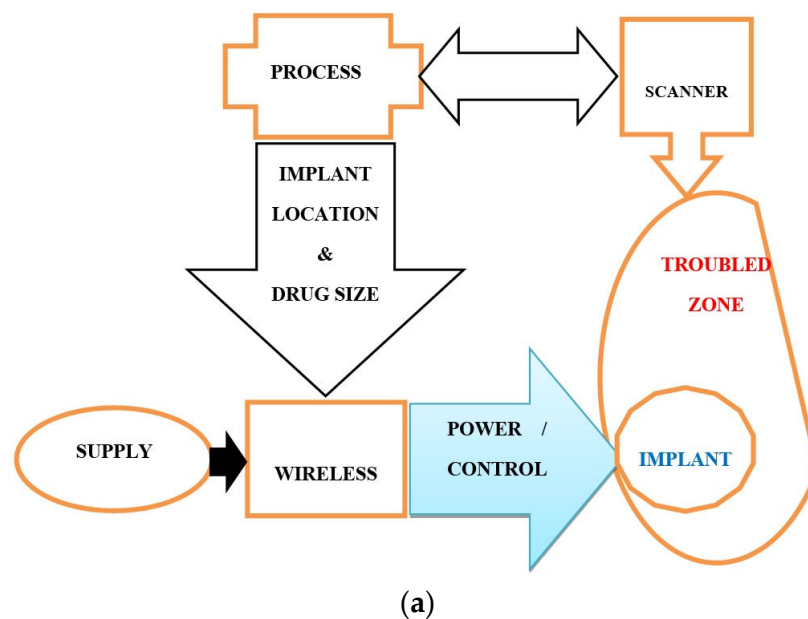 PROCESS
SCANNER
IMPLANT
LOCATION
&
DRUG SIZE
TROUBLED
ZONE
SUPPLY
WIRELESS
POWER /
CONTROL
IMPLANT
(a)